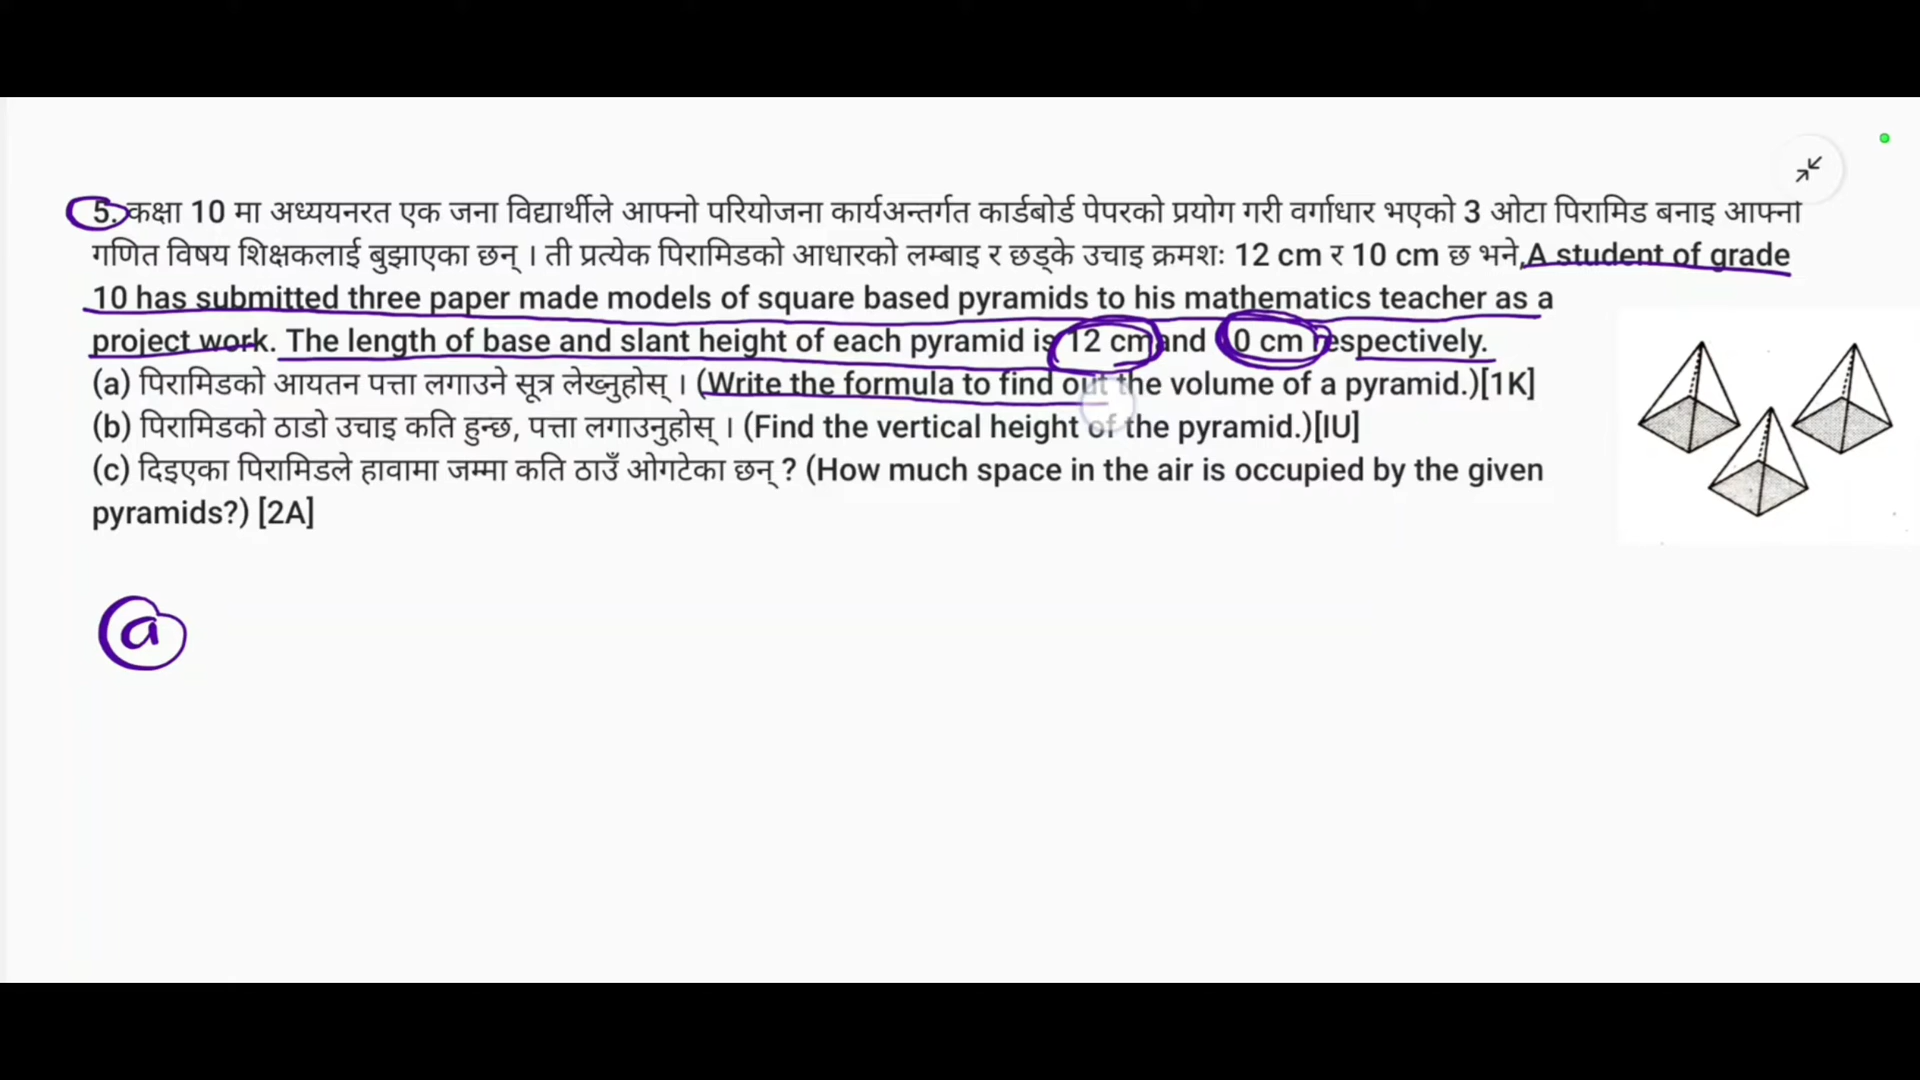 5. कक्षा 10 मा अध्ययनरत एक जना विद्यार्थीले आफ्नो परियोजना कार्यअन्तर्गत कार्डबोर्ड पेपरको प्रयोग गरी वर्गाधार भएको 3 ओटा पिरामिड बनाइ आफ्नो
गणित विषय शिक्षकलाई बुझाएका छन् । ती प्रत्येक पिरामिडको आधारको लम्बाइ र छड्के उचाइ क्रमशः 12 cm र 10 cm छ भने,A student of grade
10 has submitted three paper made models of square based pyramids to his mathematics teacher as a
project work. The length of base and slant height of each pyramid is 12 cm and 0 cm respectively.
(a) पिरामिडको आयतन पत्ता लगाउने सूत्र लेख्नुहोस् । (Write the formula to find out the volume of a pyramid.)[1K]
(b) पिरामिडको ठाडो उचाइ कति हुन्छ, पत्ता लगाउनुहोस् । (Find the vertical height of the pyramid.)[IU]
(c) दिइएका पिरामिडले हावामा जम्मा कति ठाउँ ओगटेका छन् ? (How much space in the air is occupied by the given
pyramids?) [2A]
a